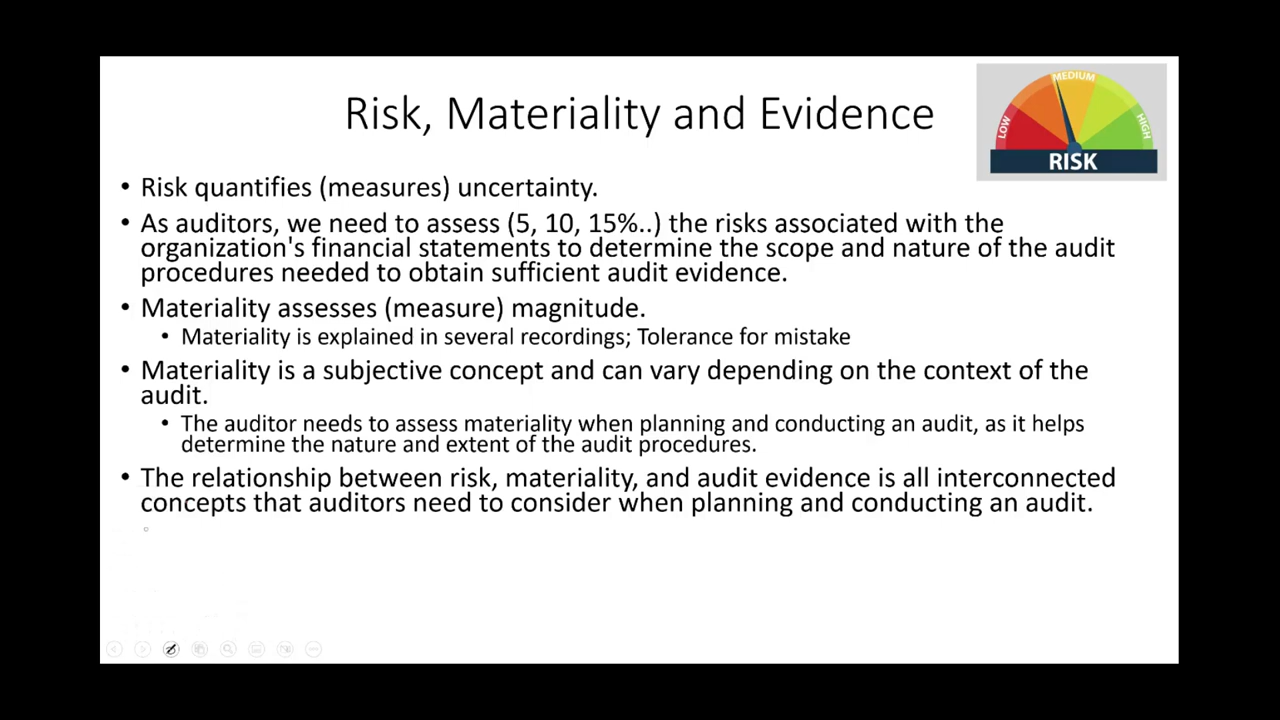 Risk, Materiality and Evidence
LOW
MEDIUM
HIGH
RISK
• Risk quantifies (measures) uncertainty.
• As auditors, we need to assess (5, 10, 15%..) the risks associated with the
organization's financial statements to determine the scope and nature of the audit
procedures needed to obtain sufficient audit evidence.
• Materiality assesses (measure) magnitude.
• Materiality is explained in several recordings; Tolerance for mistake
• Materiality is a subjective concept and can vary depending on the context of the
audit.
• The auditor needs to assess materiality when planning and conducting an audit, as it helps
determine the nature and extent of the audit procedures.
• The relationship between risk, materiality, and audit evidence is all interconnected
concepts that auditors need to consider when planning and conducting an audit.